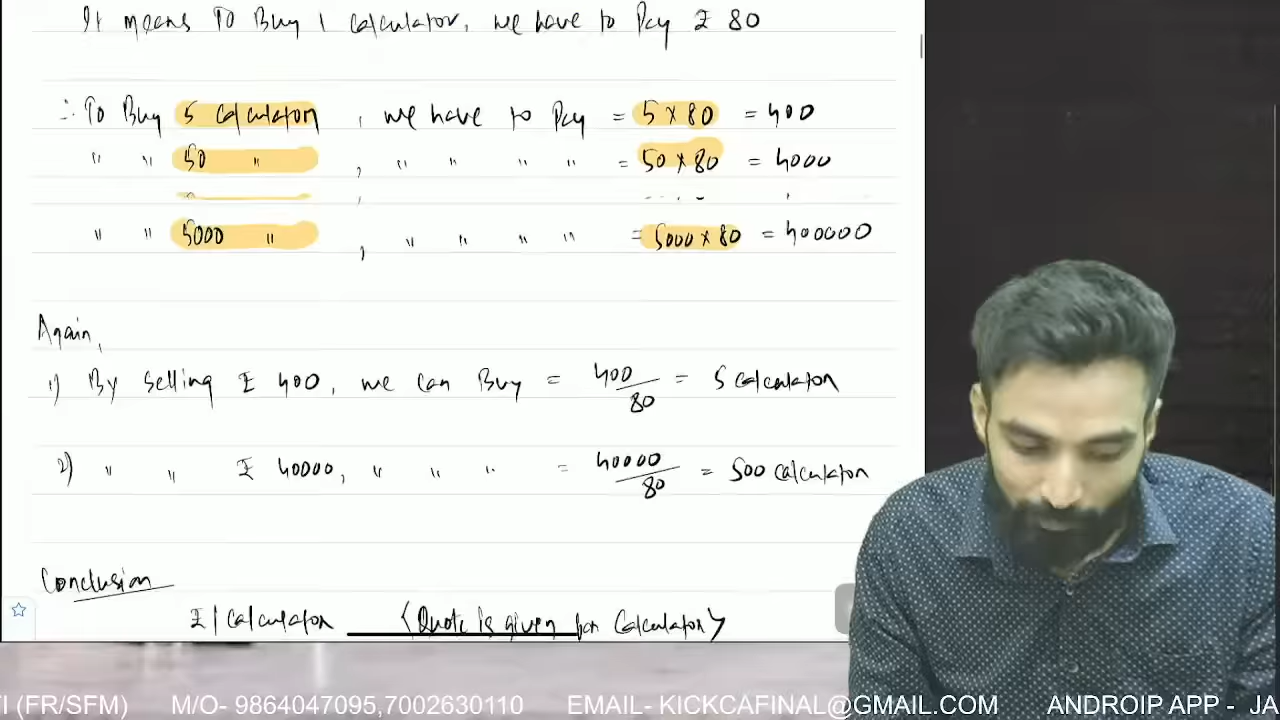 It means To Buy 1 calculator, we have to Pay ₹ 80
∴ To Buy 5 calculator, we have to Pay = 5 × 80 = 400
" " 50 " , " " " " = 50 × 80 = 4000
" " 5000 " , " " " " = 5000 × 80 = 400000
Again,
1) By selling ₹ 400, we can Buy = 400/80 = 5 calculator
2) " " ₹ 40000, " " " = 40000/80 = 500 calculator
Conclusion
₹/Calculator (Quote is given for Calculator)
I (FR/SFM) M/O- 9864047095,7002630110 EMAIL- KICKCAFINAL@GMAIL.COM ANDROIP APP - JA